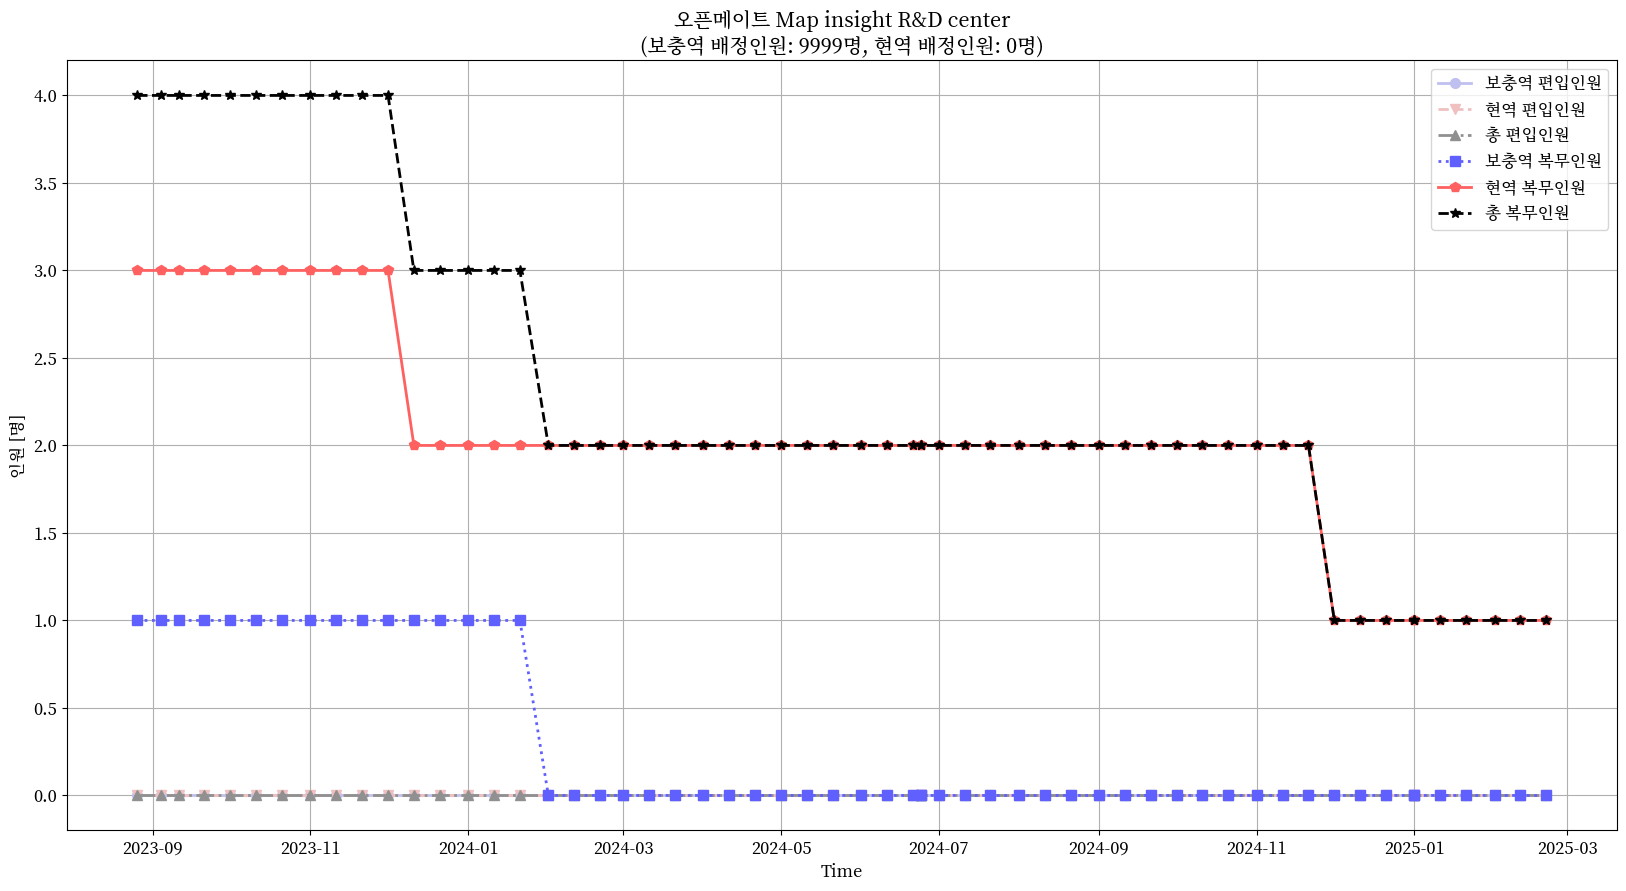 오픈메이트 Map insight R&D center
(보충역 배정인원: 9999명, 현역 배정인원: 0명)
보충역 편입인원
현역 편입인원
총 편입인원
보충역 복무인원
현역 복무인원
총 복무인원
인원 [명]
4.0
3.5
3.0
2.5
2.0
1.5
1.0
0.5
0.0
2023-09 2023-11 2024-01 2024-03 2024-05 2024-07 2024-09 2024-11 2025-01 2025-03
Time